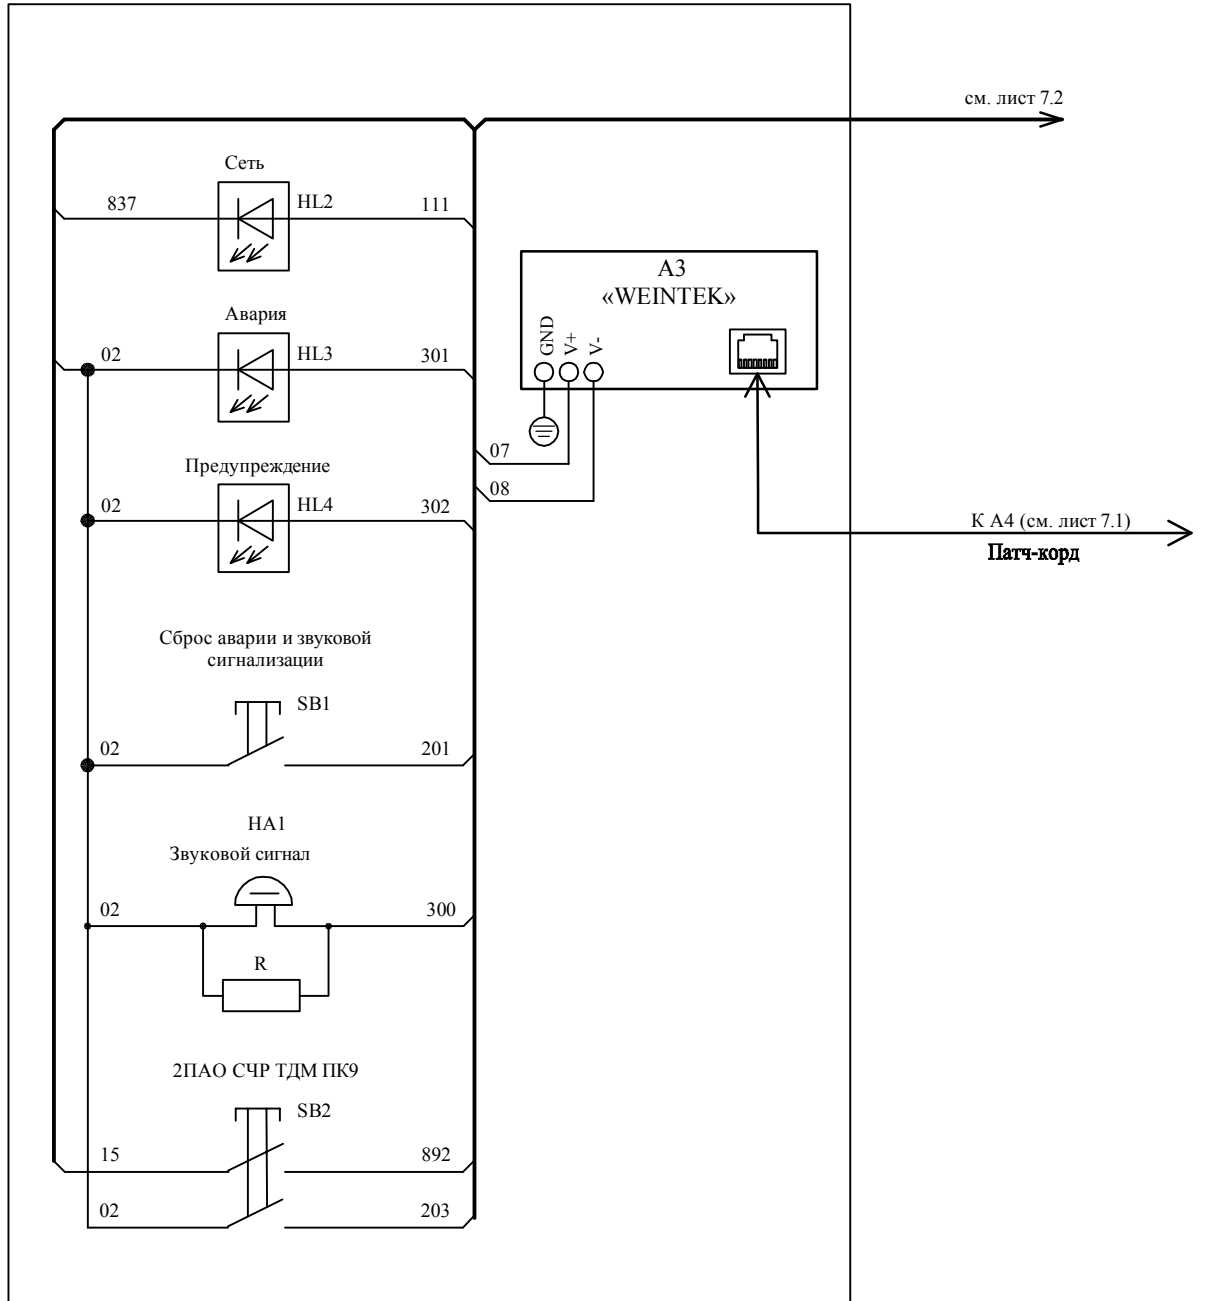 см. лист 7.2
Сеть
837
HL2
111
А3
«WEINTEK»
GND
V+
V-
Авария
02
HL3
301
07
08
Предупреждение
02
HL4
302
К А4 (см. лист 7.1)
Патч-корд
Сброс аварии и звуковой
сигнализации
SB1
02
201
НА1
Звуковой сигнал
02
300
R
2ПАО СЧР ТДМ ПК9
SB2
15
892
02
203